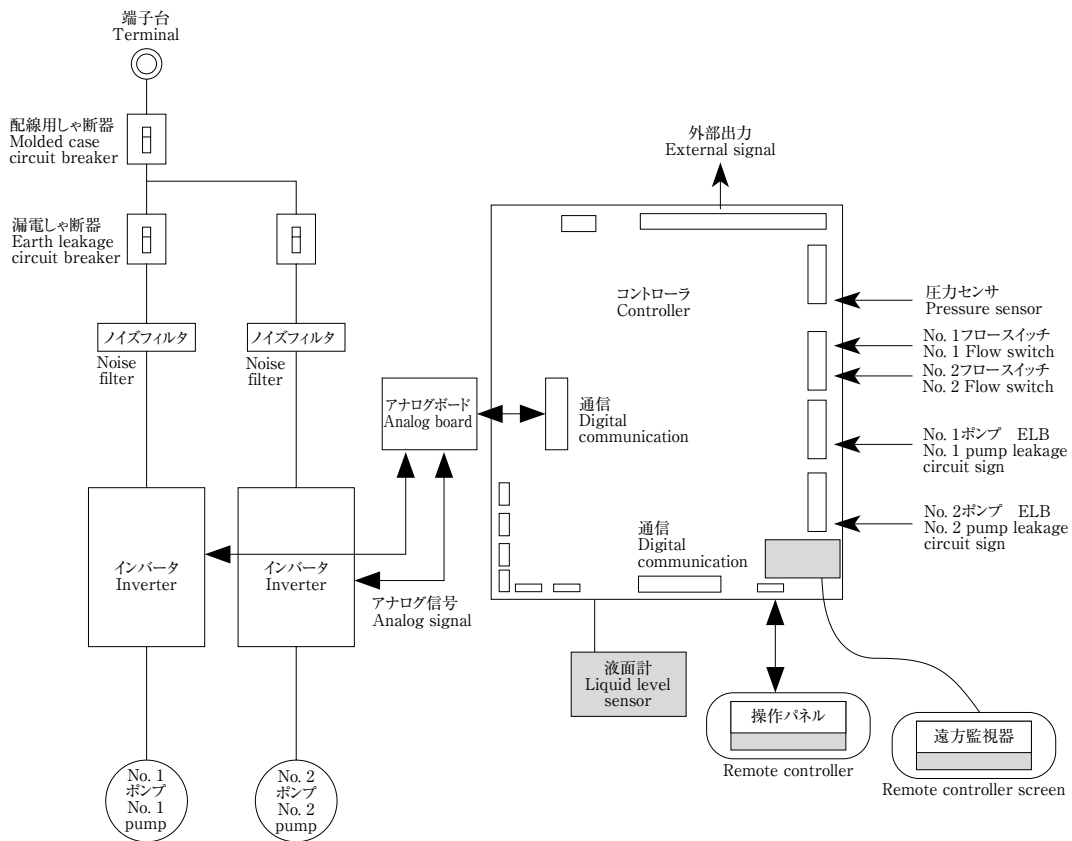 端子台
Terminal
配線用しゃ断器
Molded case
circuit breaker
漏電しゃ断器
Earth leakage
circuit breaker
ノイズフィルタ
Noise
filter
ノイズフィルタ
Noise
filter
インバータ
Inverter
インバータ
Inverter
No. 1
ポンプ
No. 1
pump
No. 2
ポンプ
No. 2
pump
アナログボード
Analog board
アナログ信号
Analog signal
外部出力
External signal
コントローラ
Controller
通信
Digital
communication
通信
Digital
communication
圧力センサ
Pressure sensor
No. 1フロースイッチ
No. 1 Flow switch
No. 2フロースイッチ
No. 2 Flow switch
No. 1ポンプ　ELB
No. 1 pump leakage
circuit sign
No. 2ポンプ　ELB
No. 2 pump leakage
circuit sign
液面計
Liquid level
sensor
操作パネル
Remote controller
遠方監視器
Remote controller screen